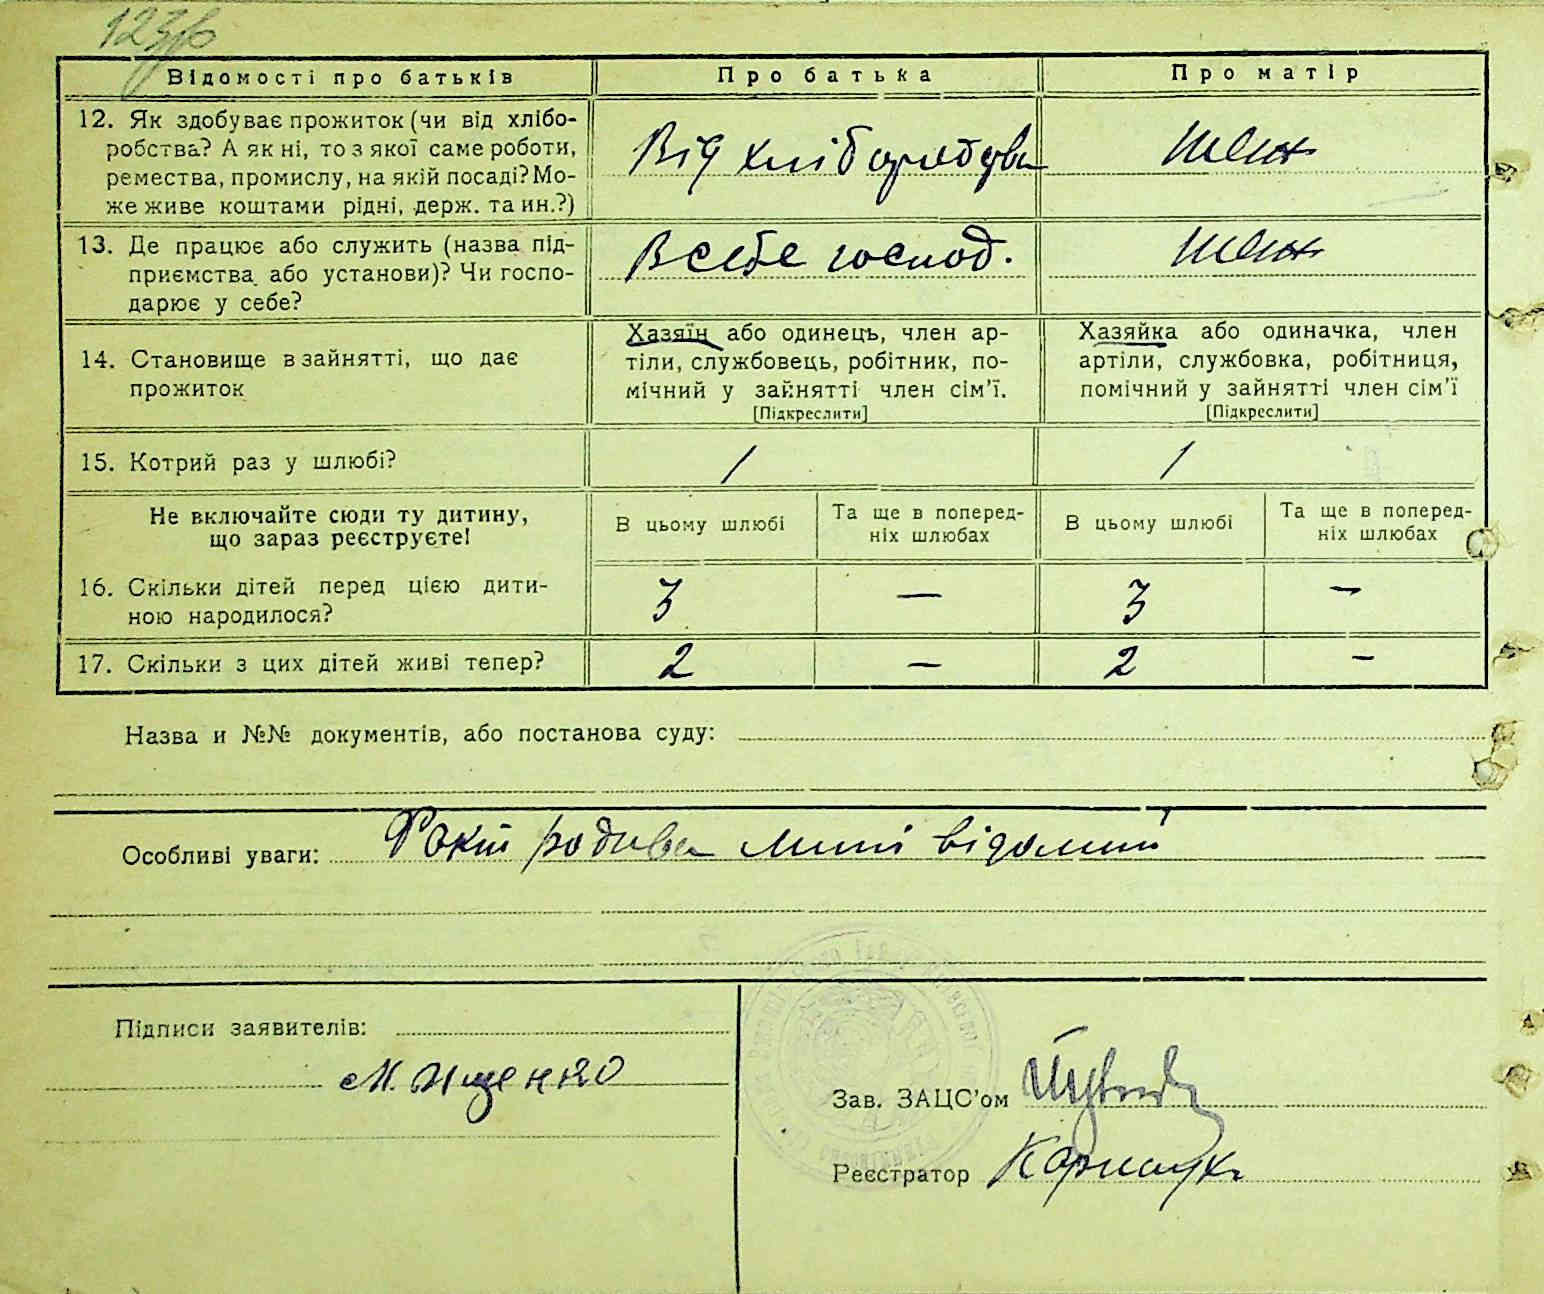 123б
Відомості про батьків Про батька Про матір
12. Як здобуває прожиток (чи від хлібо-
робства? А як ні, то з якої саме роботи,
ремества, промислу, на якій посаді? Мо-
же живе коштами рідні, держ. та ин.?)
Від хліборобства
13. Де працює або служить (назва під-
приємства або установи)? Чи госпо-
дарює у себе?
В себе господ.
14. Становище в зайнятті, що дає
прожиток
Хазяїн або одинець, член ар-
тіли, службовець, робітник, по-
мічний у зайнятті член сім'ї.
[Підкреслити]
Хазяйка або одиначка, член
артіли, службовка, робітниця,
помічний у зайнятті член сім'ї
[Підкреслити]
15. Котрий раз у шлюбі? 1 1
Не включайте сюди ту дитину,
що зараз реєструєте!
В цьому шлюбі
Та ще в поперед-
ніх шлюбах
В цьому шлюбі
Та ще в поперед-
ніх шлюбах
16. Скільки дітей перед цією дити-
ною народилося?
3 — 3 —
17. Скільки з цих дітей живі тепер? 2 — 2 —
Назва и №№ документів, або постанова суду:
Особливі уваги: Факт родива мині відомий
Підписи заявителів:
М. Ищенко
Зав. ЗАЦС'ом
Реєстратор